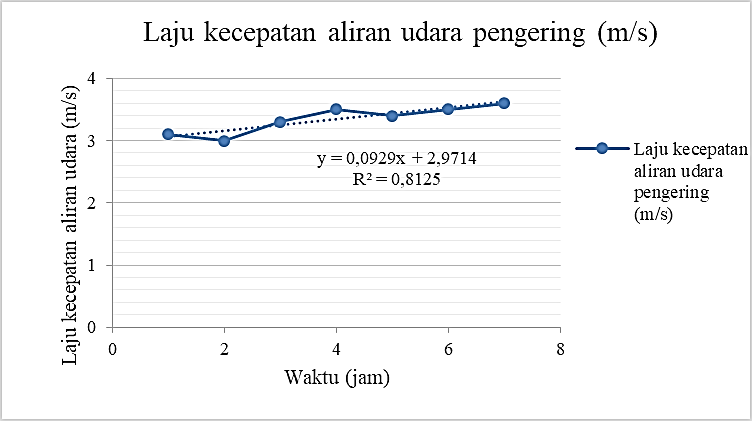 Laju kecepatan aliran udara pengering (m/s)
Laju kecepatan aliran udara (m/s)
4
3
2
1
0
y = 0,0929x + 2,9714
R² = 0,8125
0 2 4 6 8
Waktu (jam)
Laju kecepatan
aliran udara
pengering
(m/s)